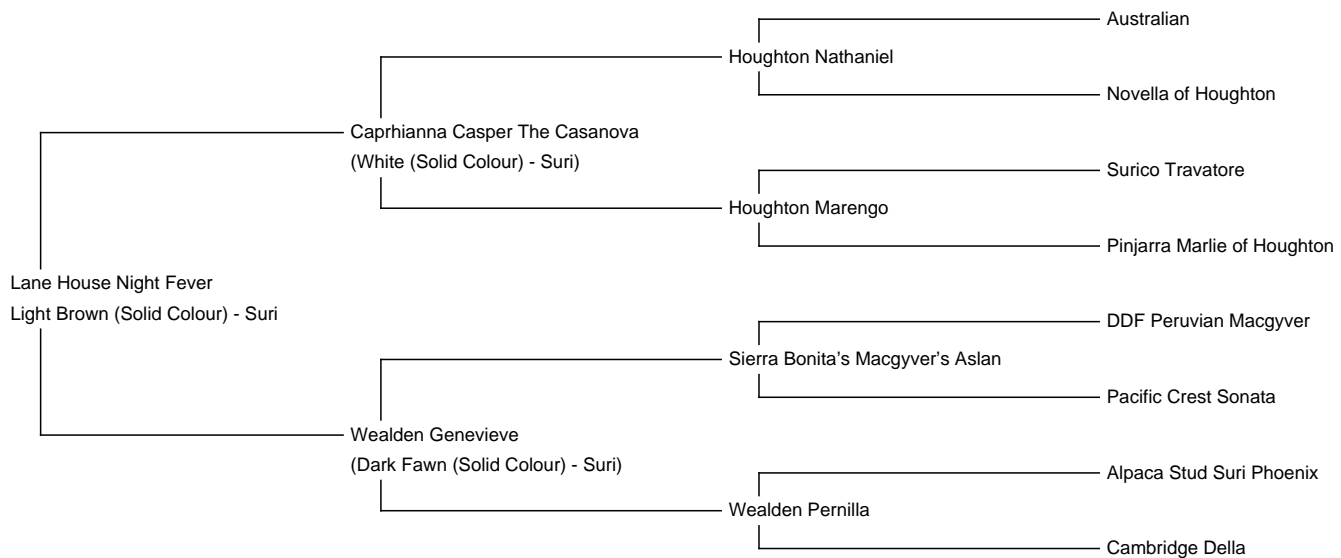 Australian
Houghton Nathaniel
Novella of Houghton
Caprhianna Casper The Casanova
(White (Solid Colour) - Suri)
Surico Travatore
Houghton Marengo
Pinjarra Marlie of Houghton
Lane House Night Fever
Light Brown (Solid Colour) - Suri
DDF Peruvian Macgyver
Sierra Bonita's Macgyver's Aslan
Pacific Crest Sonata
Wealden Genevieve
(Dark Fawn (Solid Colour) - Suri)
Alpaca Stud Suri Phoenix
Wealden Pernilla
Cambridge Della